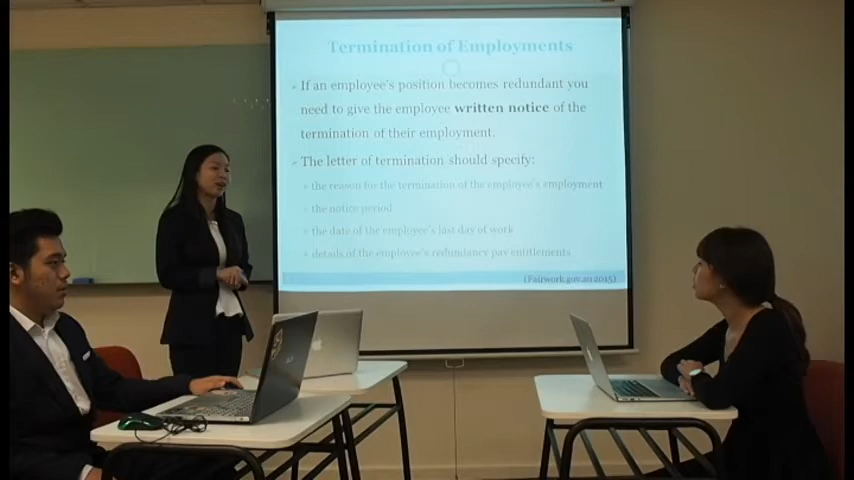 Termination of Employments
If an employee's position becomes redundant you
need to give the employee written notice of the
termination of their employment.
The letter of termination should specify:
the reason for the termination of the employee's employment
the notice period
the date of the employee's last day of work
details of the employee's redundancy pay entitlements
(Fairwork.gov.au 2015)